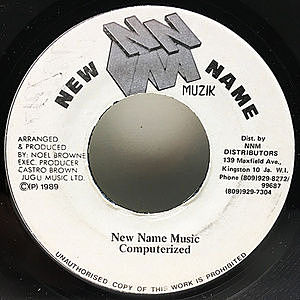 NEW NAME
NNM
MUZIK
ARRANGED
& PRODUCED
BY: NOEL BROWNE
EXEC. PRODUCER
CASTRO BROWN
JUGU MUSIC LTD.
©(P) 1989
Dist. by
NNM
DISTRIBUTORS
139 Maxfield Ave.,
Kingston 10 Ja. W.I.
Phone (809)929-8272/
99687
(809)929-7304
New Name Music
Computerized
UNAUTHORISED COPY OF THIS WORK IS PROHIBITED